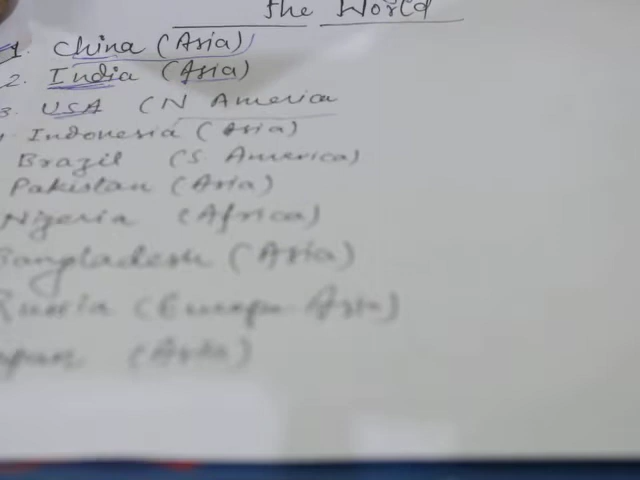 the World
1. China (Asia)
2. India (Asia)
3. USA (N America
Indonesia (Asia)
Brazil (S. America)
Pakistan (Asia)
Nigeria (Africa)
Bangladesh (Asia)
Russia (Europe-Asia)
(Asia)